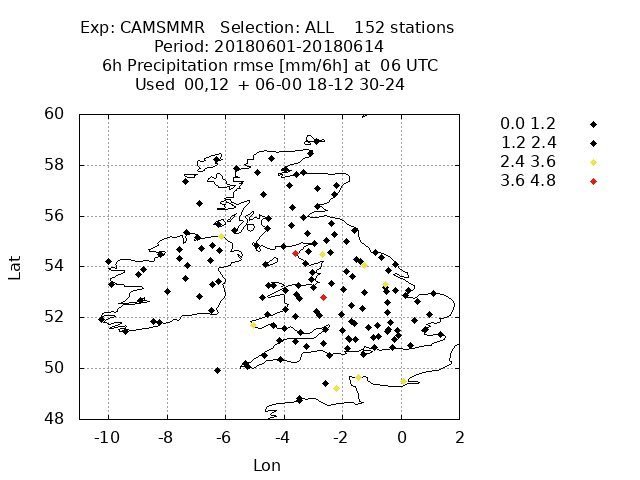 Exp: CAMSMMR Selection: ALL 152 stations
Period: 20180601-20180614
6h Precipitation rmse [mm/6h] at 06 UTC
Used 00,12 + 06-00 18-12 30-24
0.0 1.2
1.2 2.4
2.4 3.6
3.6 4.8
60
58
56
54
52
50
48
Lat
-10 -8 -6 -4 -2 0 2
Lon